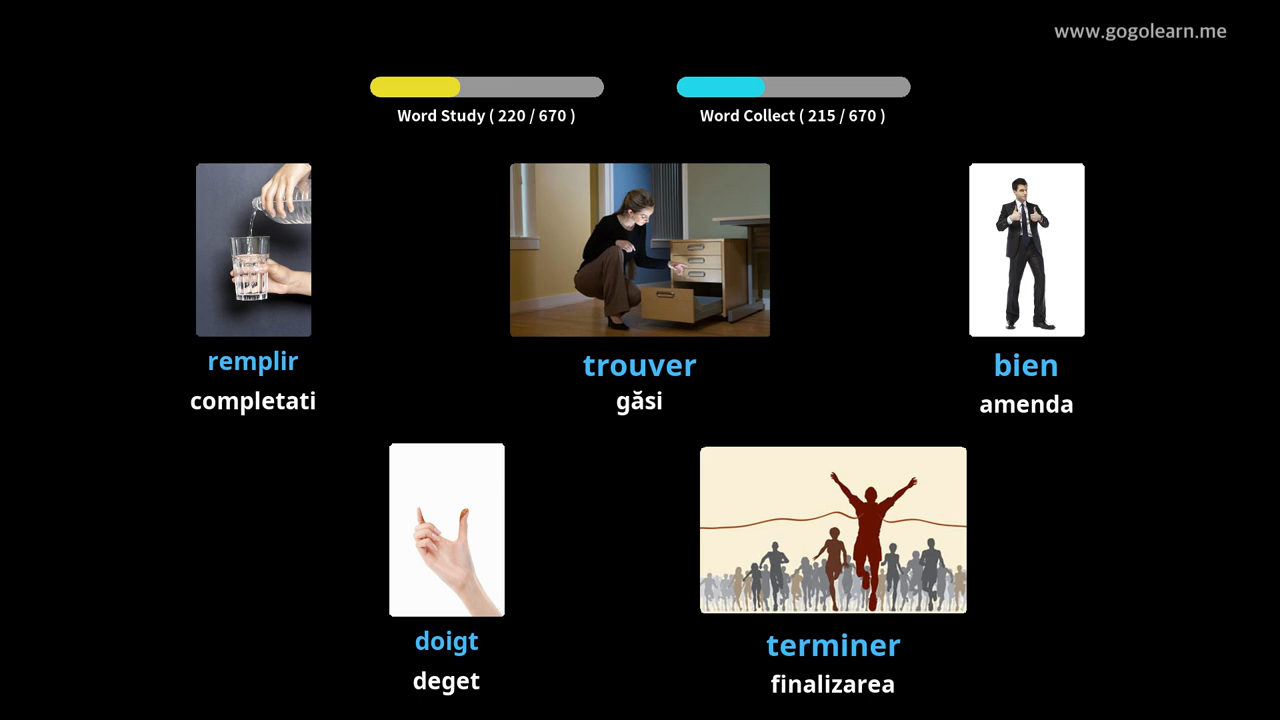 www.gogolearn.me
Word Study ( 220 / 670 )
Word Collect ( 215 / 670 )
remplir
completati
trouver
găsi
bien
amenda
doigt
deget
terminer
finalizarea